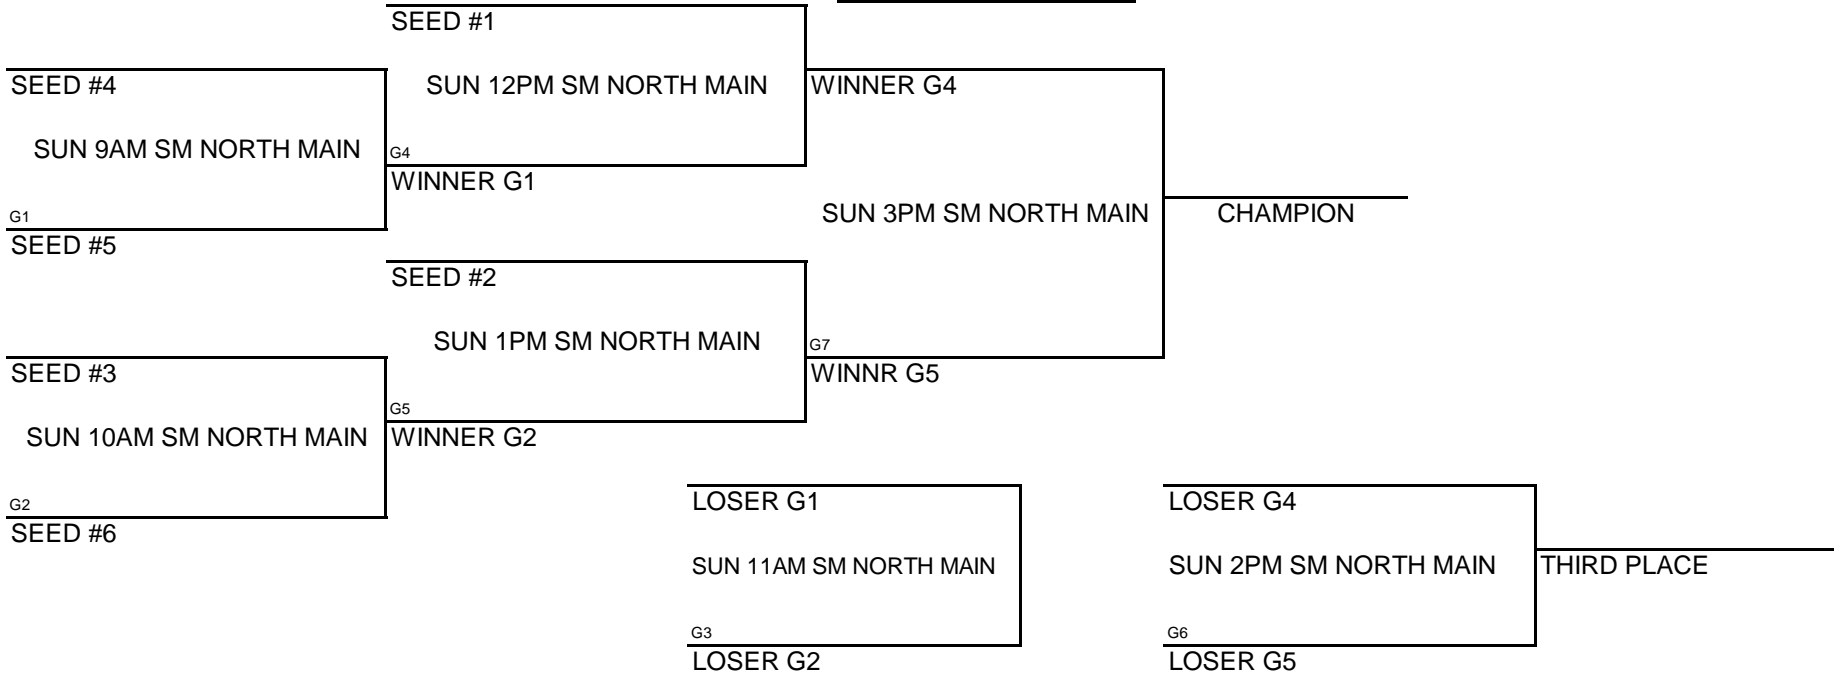 SEED #1
SEED #4
SUN 12PM SM NORTH MAIN
WINNER G4
SUN 9AM SM NORTH MAIN
G4
WINNER G1
G1
SUN 3PM SM NORTH MAIN
CHAMPION
SEED #5
SEED #2
SUN 1PM SM NORTH MAIN
G7
SEED #3
WINNR G5
G5
SUN 10AM SM NORTH MAIN
WINNER G2
G2
SEED #6
LOSER G1
LOSER G4
SUN 11AM SM NORTH MAIN
SUN 2PM SM NORTH MAIN
THIRD PLACE
G3
G6
LOSER G2
LOSER G5